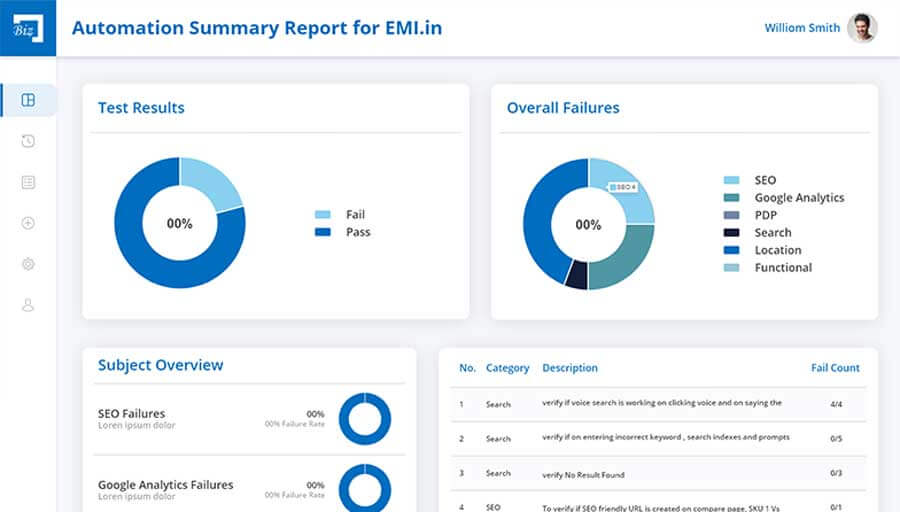 Biz
Automation Summary Report for EMI.in
Williom Smith
Test Results
00%
Fail
Pass
Overall Failures
SEO 4
00%
SEO
Google Analytics
PDP
Search
Location
Functional
Subject Overview
SEO Failures
Loren ipsum dolor
00%
00% Failure Rate
Google Analytics Failures
Lorem ipsum dolor
00%
00% Failure Rate
No. Category Description Fail Count
1 Search verify if voice search is working on clicking voice and on saying the 4/4
2 Search verify if on entering incorrect keyword , search indexes and prompts 0/5
3 Search verify No Result Found 0/3
4 SEO To verify if SEO friendly URL is created on compare page, SKU 1 Vs 0/1